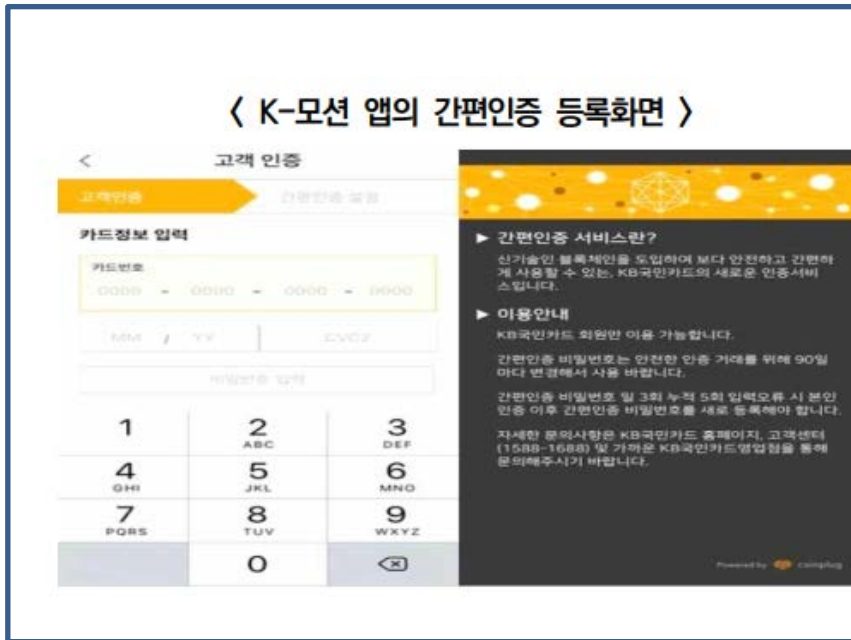 < K-모션 앱의 간편인증 등록화면 >
<
고객 인증
고객인증
간편인증 설정
카드정보 입력
카드번호
0000 - 0000 - 0000 - 0000
MM / YY
CVC2
비밀번호 입력
1
2
ABC
3
DEF
4
GHI
5
JKL
6
MNO
7
PQRS
8
TUV
9
WXYZ
0
▶ 간편인증 서비스란?
신기술인 블록체인을 도입하여 보다 안전하고 간편하
게 사용할 수 있는, KB국민카드의 새로운 인증서비
스입니다.
▶ 이용안내
KB국민카드 회원만 이용 가능합니다.
간편인증 비밀번호는 안전한 인증 거래를 위해 90일
마다 변경해서 사용 바랍니다.
간편인증 비밀번호 일 3회 누적 5회 입력오류 시 본인
인증 이후 간편인증 비밀번호를 새로 등록해야 합니다.
자세한 문의사항은 KB국민카드 홈페이지, 고객센터
(1588-1688) 및 가까운 KB국민카드영업점을 통해
문의해주시기 바랍니다.
Powered by coinplug